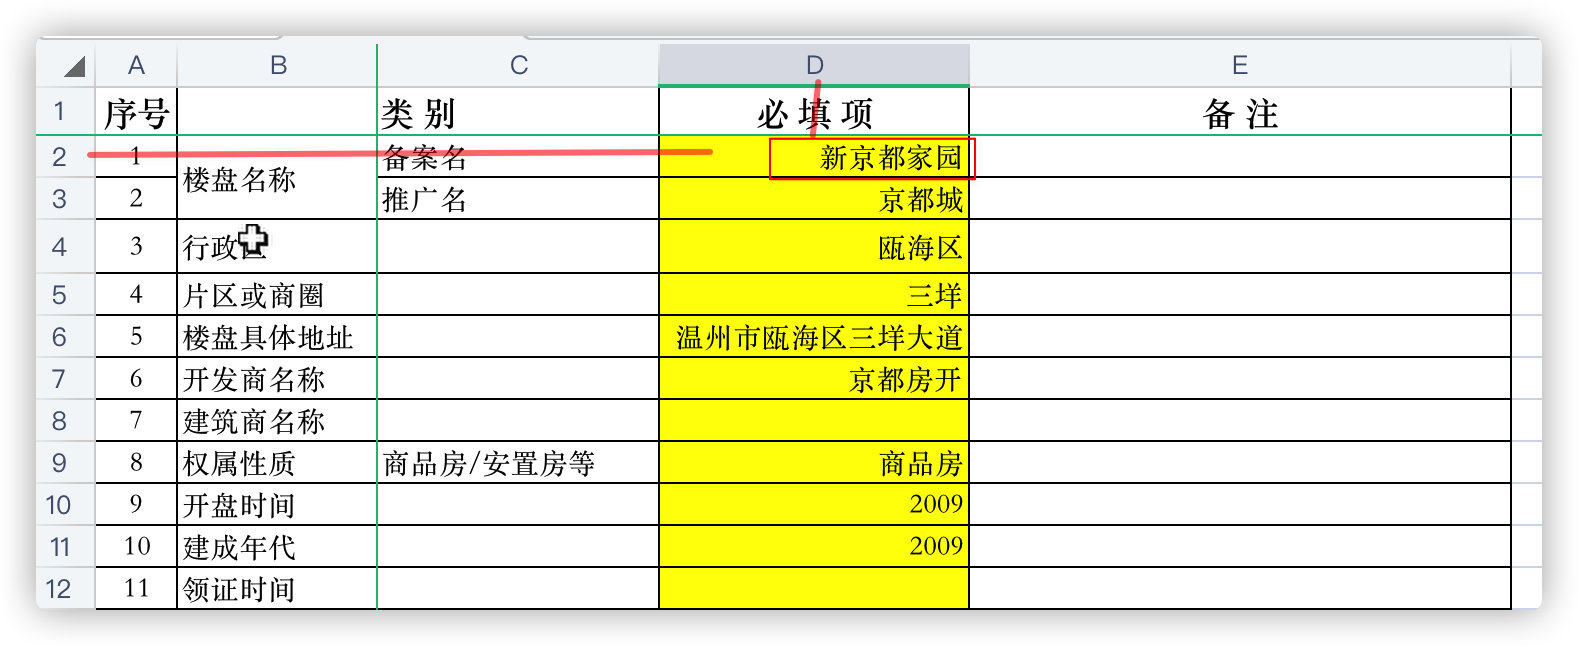 A B C D E
1 序号 类 别 必 填 项 备 注
2 1 楼盘名称 备案名 新京都家园
3 2 推广名 京都城
4 3 行政区 瓯海区
5 4 片区或商圈 三垟
6 5 楼盘具体地址 温州市瓯海区三垟大道
7 6 开发商名称 京都房开
8 7 建筑商名称
9 8 权属性质 商品房/安置房等 商品房
10 9 开盘时间 2009
11 10 建成年代 2009
12 11 领证时间